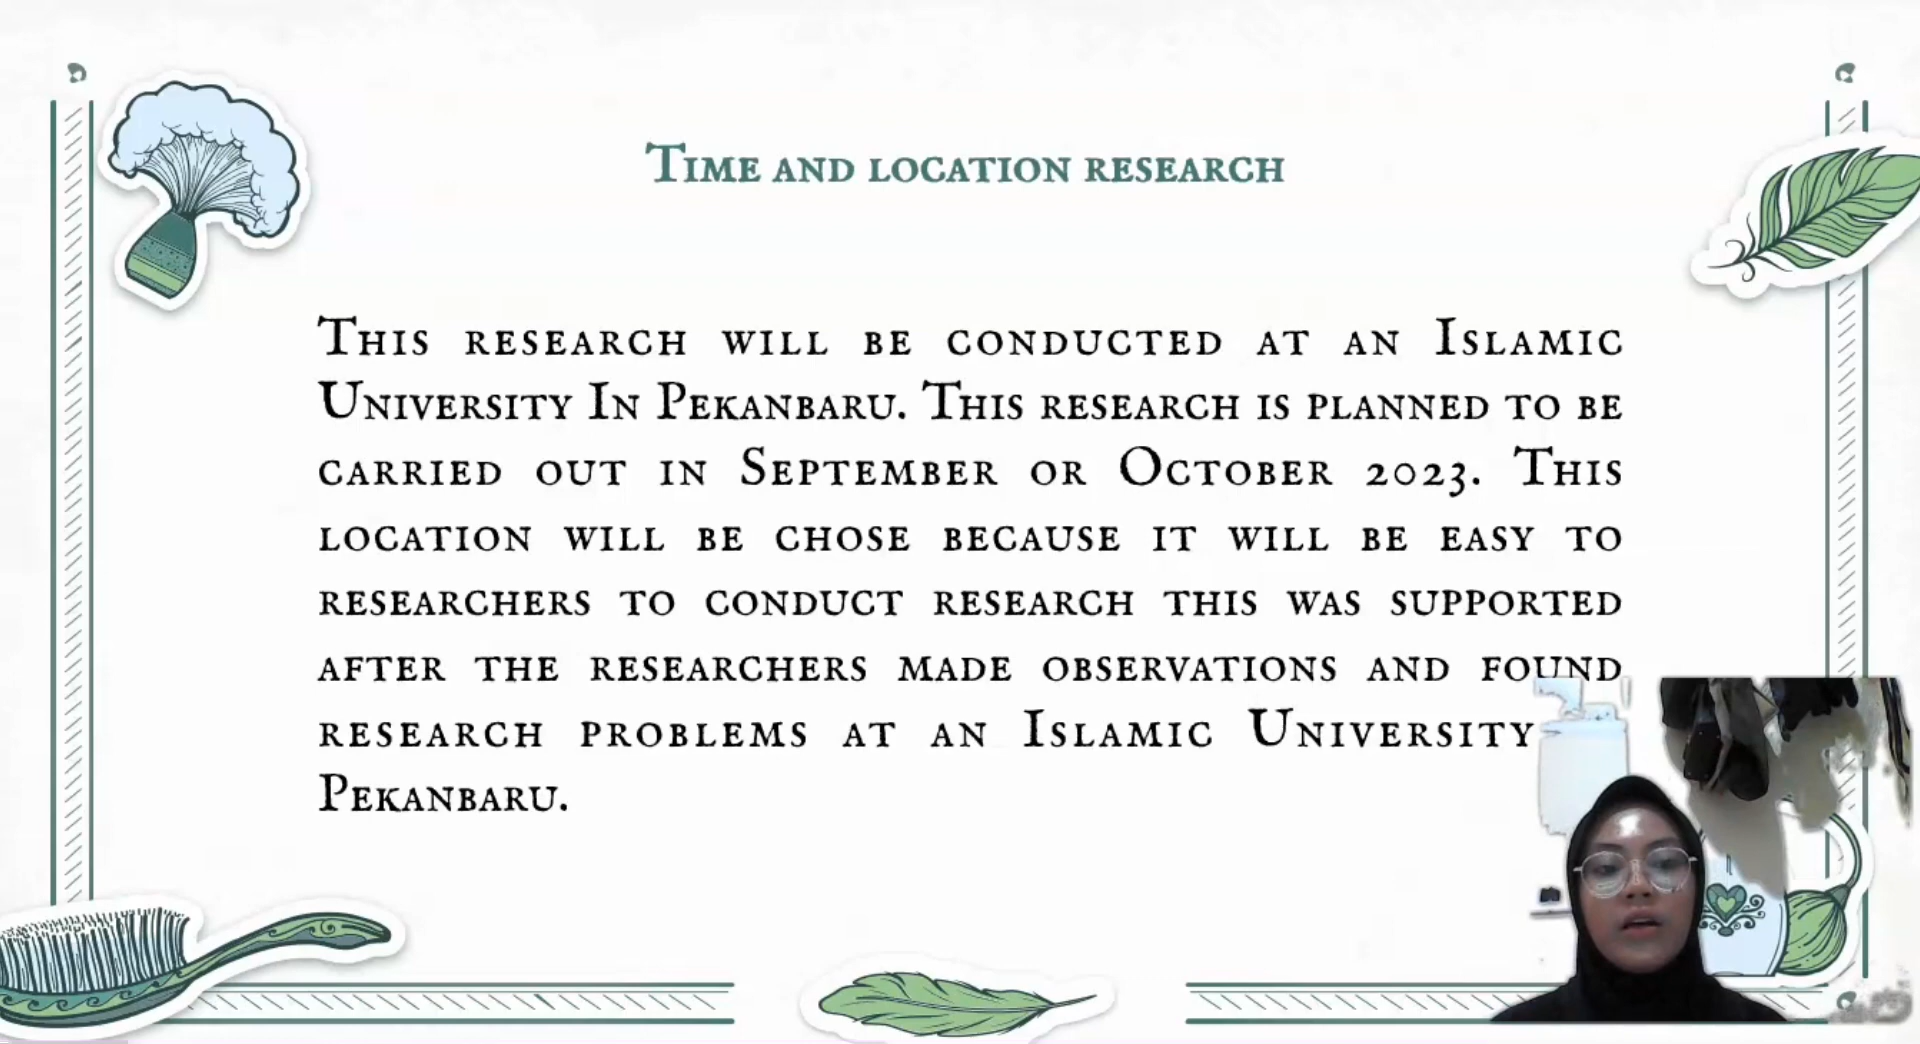 Time and location research
This research will be conducted at an Islamic
University In Pekanbaru. This research is planned to be
carried out in September or October 2023. This
location will be chose because it will be easy to
researchers to conduct research this was supported
after the researchers made observations and found
research problems at an Islamic University
Pekanbaru.